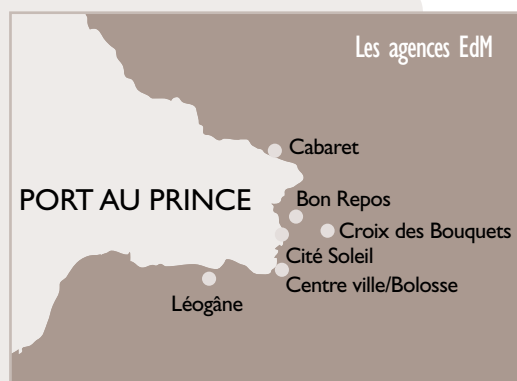 Les agences EdM
Cabaret
PORT AU PRINCE
Bon Repos
Croix des Bouquets
Cité Soleil
Centre ville/Bolosse
Léogâne